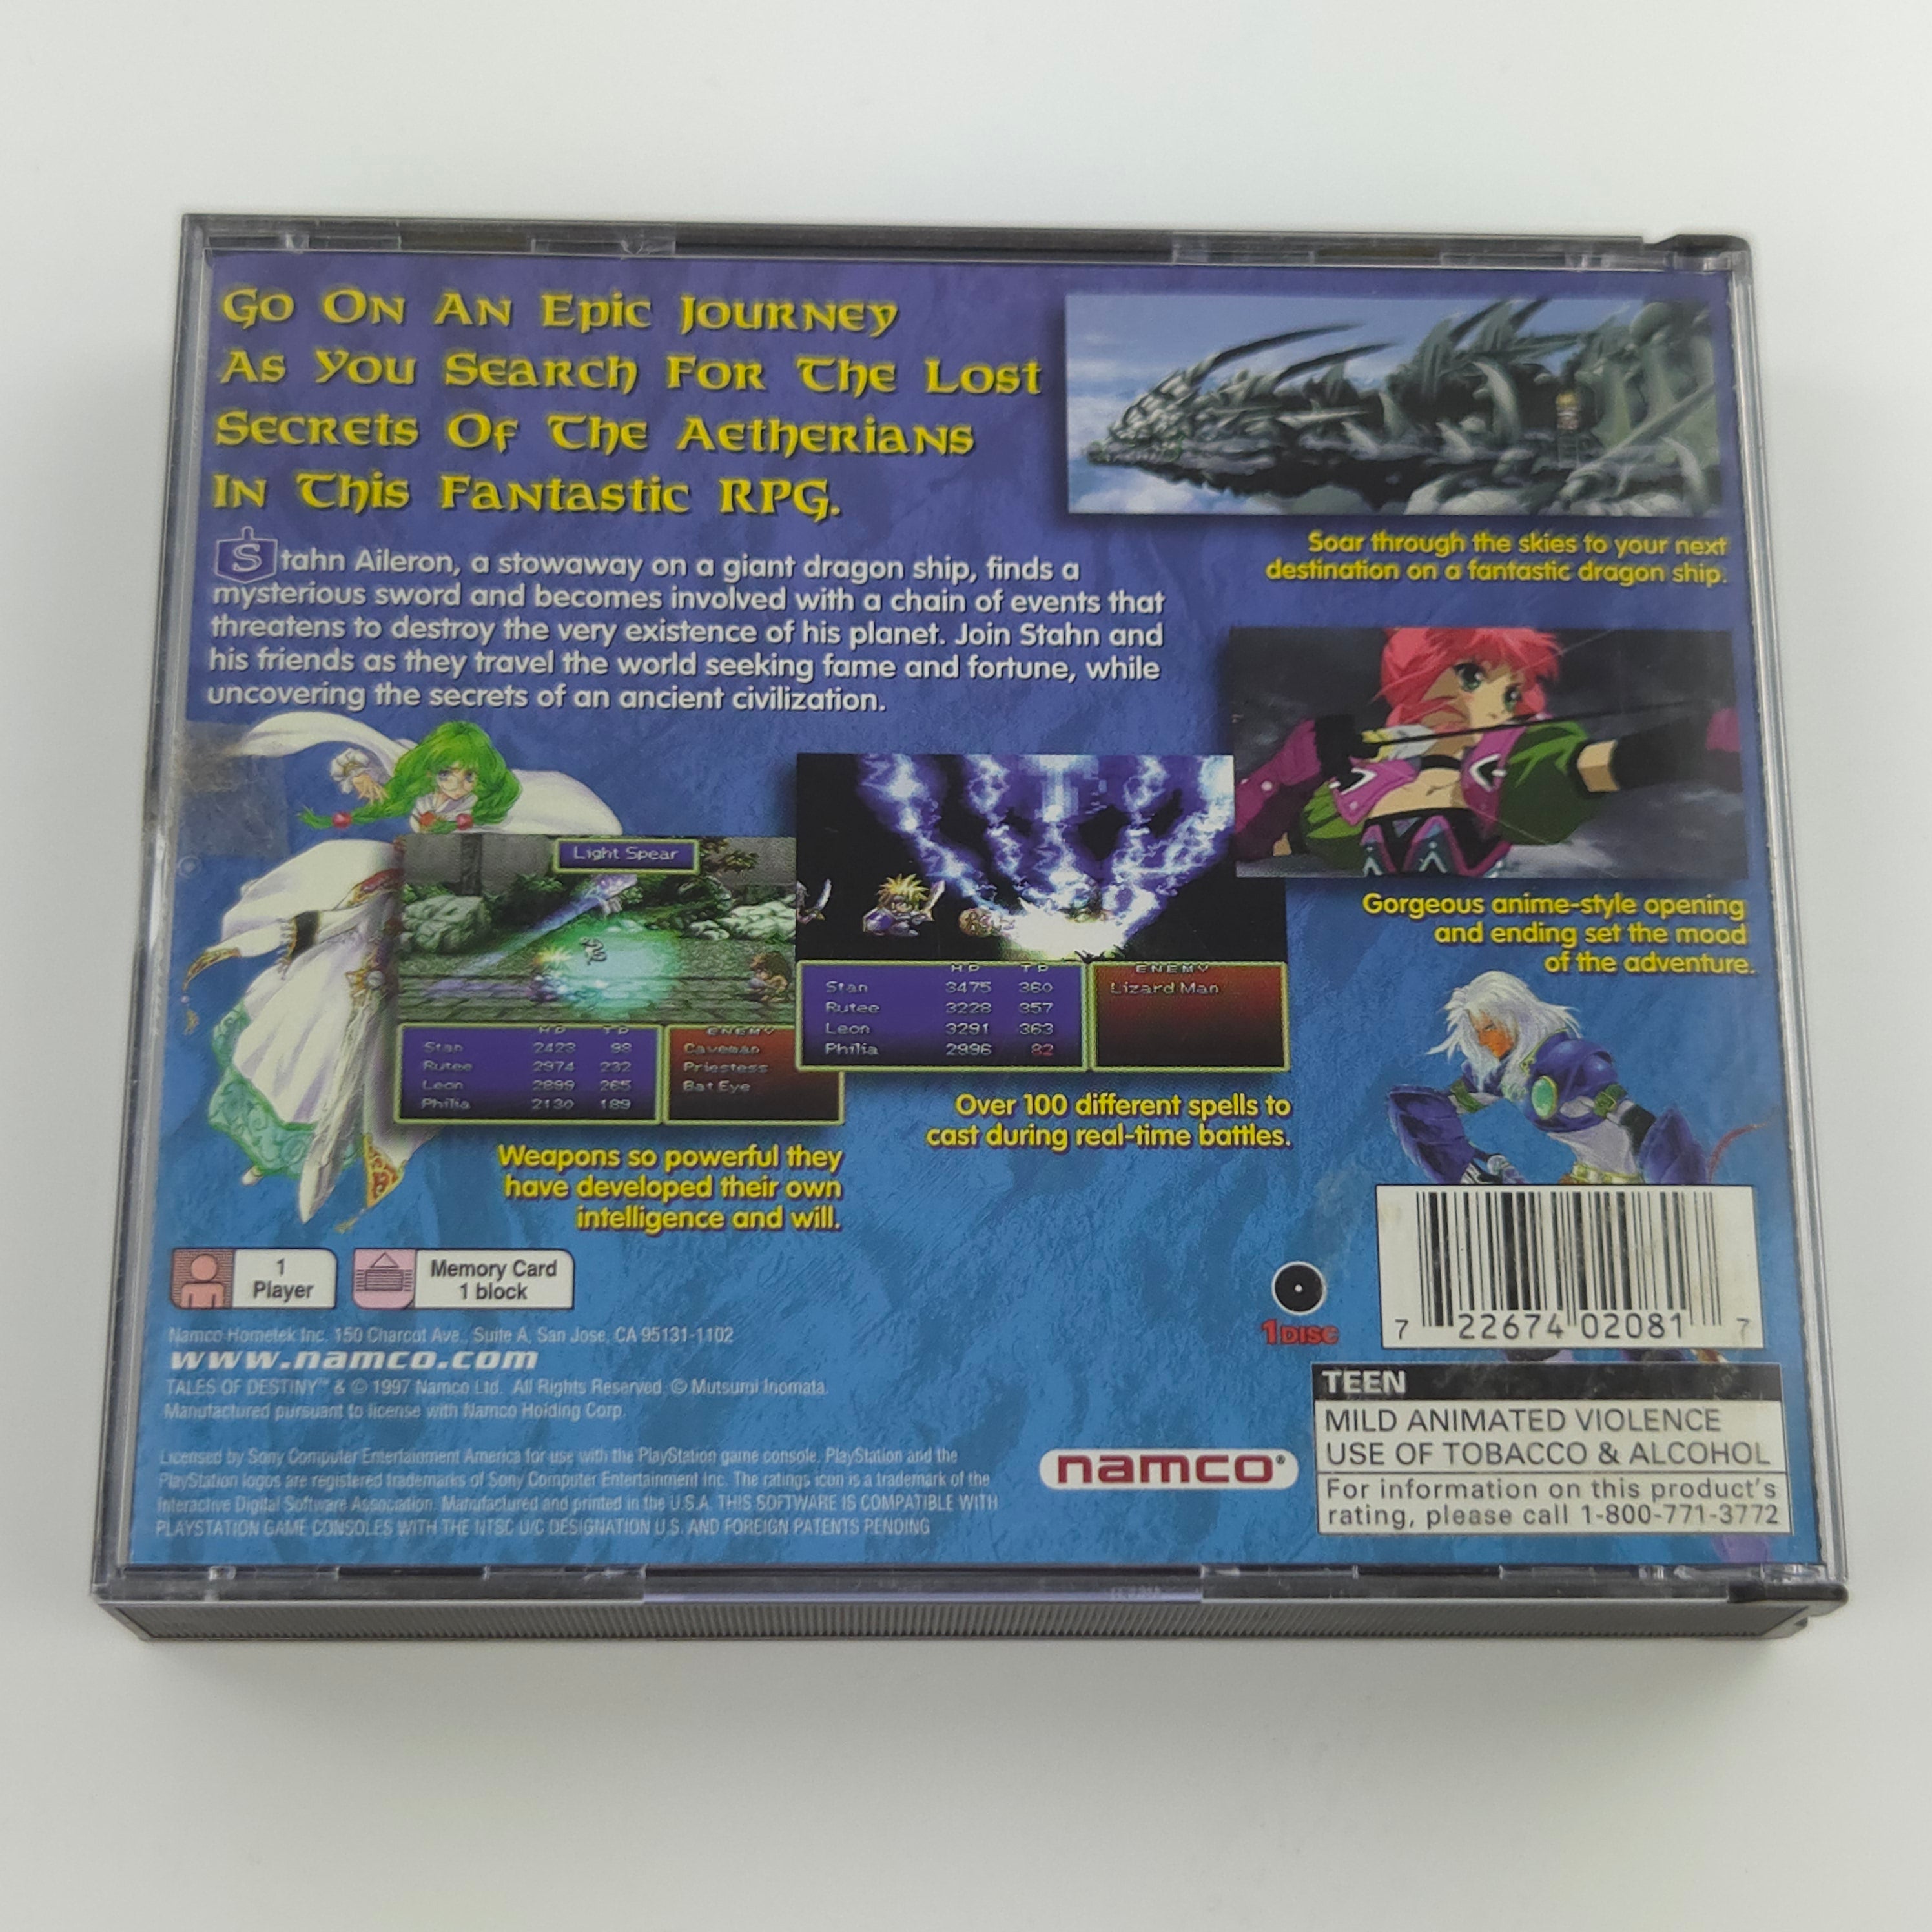 Go On An Epic Journey
As You Search For The Lost
Secrets Of The Aetherians
In This Fantastic RPG.
Stahn Aileron, a stowaway on a giant dragon ship, finds a
mysterious sword and becomes involved with a chain of events that
threatens to destroy the very existence of his planet. Join Stahn and
his friends as they travel the world seeking fame and fortune, while
uncovering the secrets of an ancient civilization.
Soar through the skies to your next
destination on a fantastic dragon ship.
Gorgeous anime-style opening
and ending set the mood
of the adventure.
Light Spear
HP TP ENEMY
Stan 2423 98 Caveman
Rutee 2974 232 Priestess
Leon 2899 265 Bat Eye
Philia 2130 189
Weapons so powerful they
have developed their own
intelligence and will.
HP TP ENEMY
Stan 3475 360 Lizard Man
Rutee 3228 357
Leon 3291 363
Philia 2996 82
Over 100 different spells to
cast during real-time battles.
1
Player
Memory Card
1 block
1 DISC
7 22674 02081 7
Namco Hometek Inc. 150 Charcot Ave., Suite A, San Jose, CA 95131-1102
www.namco.com
TALES OF DESTINY™ & © 1997 Namco Ltd. All Rights Reserved. © Mutsumi Inomata.
Manufactured pursuant to license with Namco Holding Corp.
Licensed by Sony Computer Entertainment America for use with the PlayStation game console. PlayStation and the
PlayStation logos are registered trademarks of Sony Computer Entertainment Inc. The ratings icon is a trademark of the
Interactive Digital Software Association. Manufactured and printed in the U.S.A. THIS SOFTWARE IS COMPATIBLE WITH
PLAYSTATION GAME CONSOLES WITH THE NTSC U/C DESIGNATION U.S. AND FOREIGN PATENTS PENDING
namco®
TEEN
MILD ANIMATED VIOLENCE
USE OF TOBACCO & ALCOHOL
For information on this product's
rating, please call 1-800-771-3772